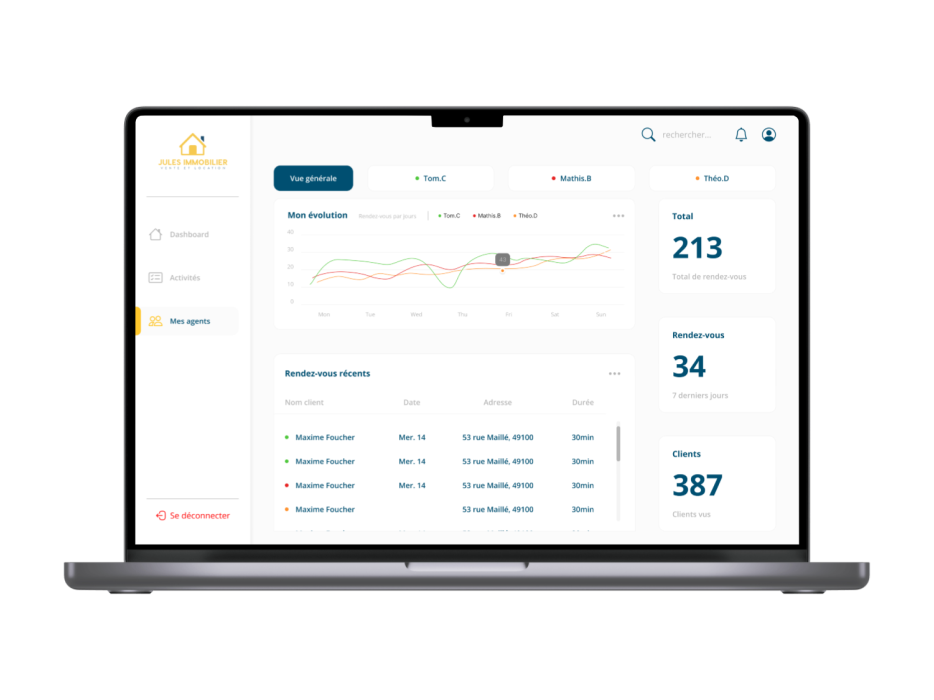 JULES IMMOBILIER
VENTE ET LOCATION
Dashboard
Activités
Mes agents
Se déconnecter
rechercher...
Vue générale
Tom.C
Mathis.B
Théo.D
Mon évolution
Rendez-vous par jours
Tom.C
Mathis.B
Théo.D
40
30
20
10
0
43
Mon
Tue
Wed
Thu
Fri
Sat
Sun
Rendez-vous récents
Nom client Date Adresse Durée
Maxime Foucher Mer. 14 53 rue Maillé, 49100 30min
Maxime Foucher Mer. 14 53 rue Maillé, 49100 30min
Maxime Foucher Mer. 14 53 rue Maillé, 49100 30min
Maxime Foucher 53 rue Maillé, 49100 30min
Total
213
Total de rendez-vous
Rendez-vous
34
7 derniers jours
Clients
387
Clients vus